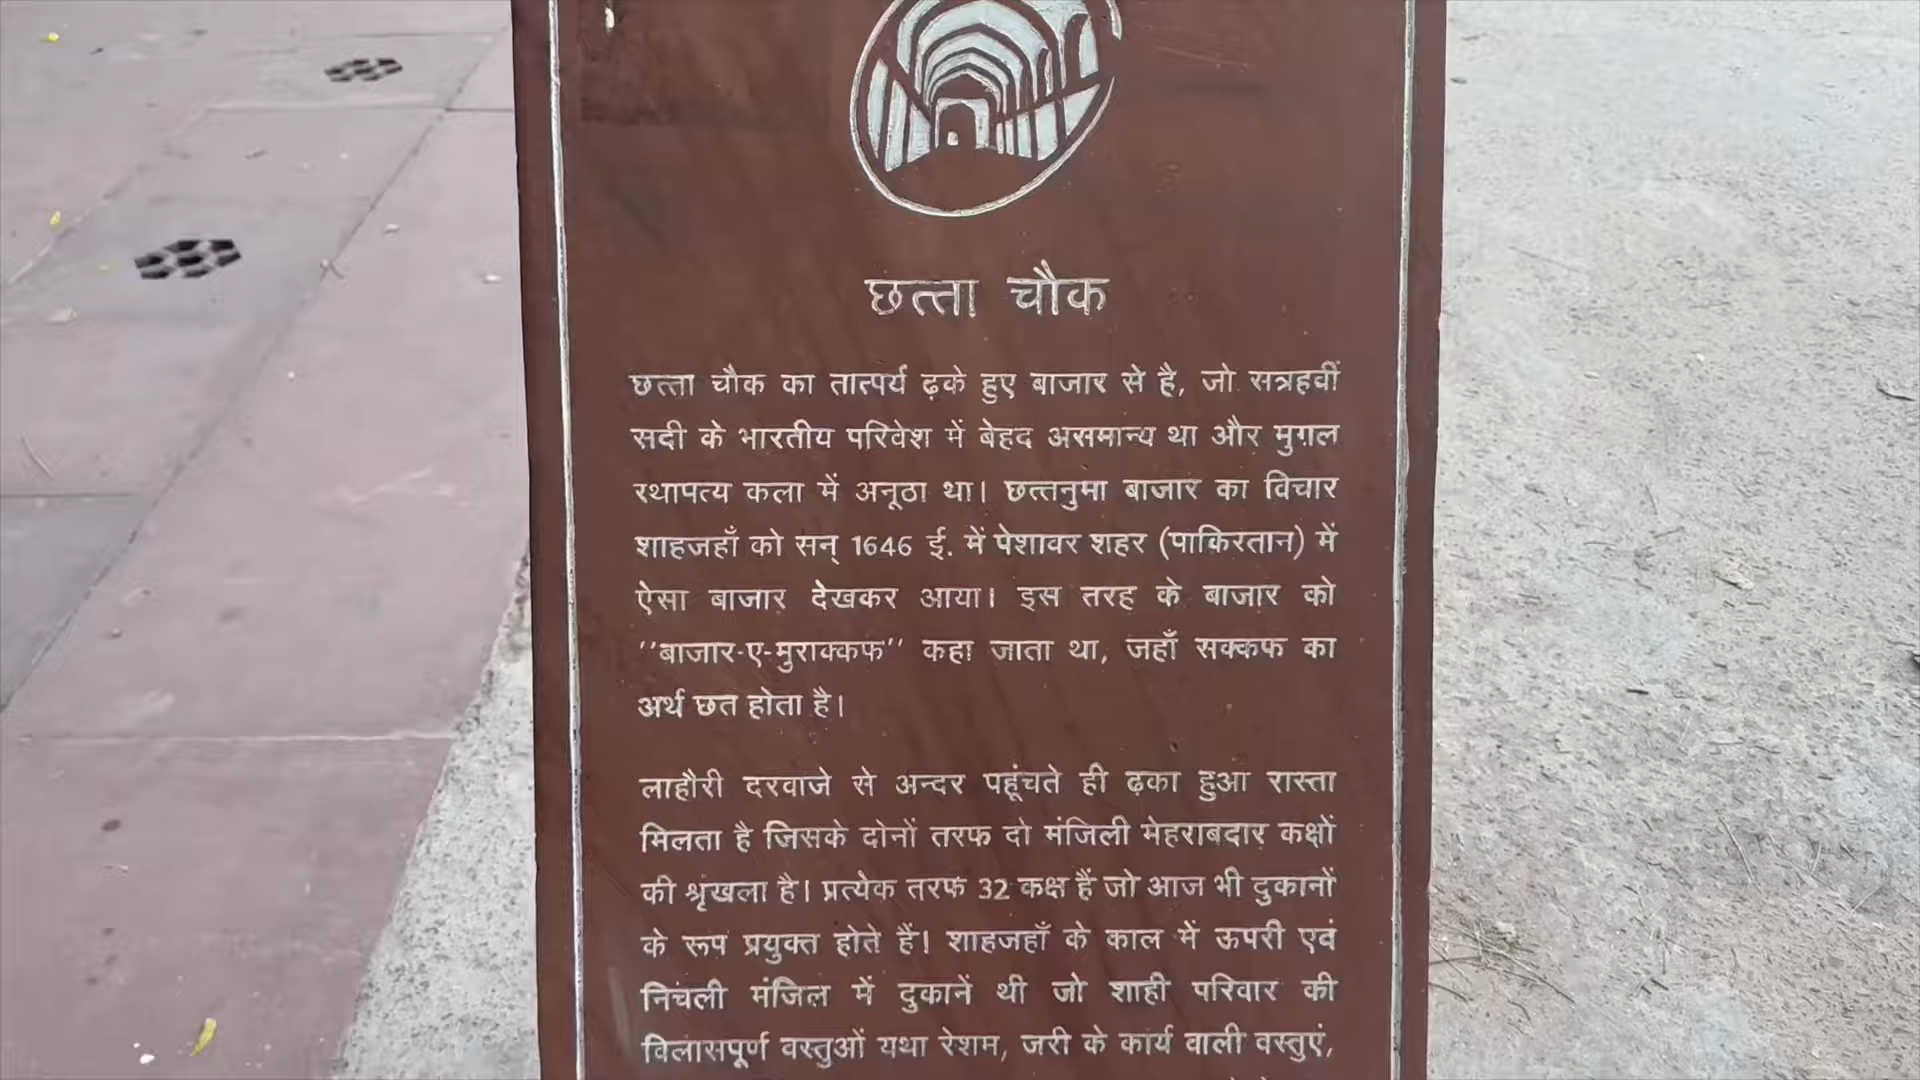 छत्ता चौक
छत्ता चौक का तात्पर्य ढ़के हुए बाजार से है, जो सत्रहवीं
सदी के भारतीय परिवेश में बेहद असमान्य था और मुग़ल
स्थापत्य कला में अनूठा था। छत्तनुमा बाजार का विचार
शाहजहाँ को सन् 1646 ई. में पेशावर शहर (पाकिस्तान) में
ऐसा बाजार देखकर आया। इस तरह के बाजार को
''बाजार-ए-मुराक्कफ'' कहा जाता था, जहाँ सक्कफ का
अर्थ छत होता है।
लाहौरी दरवाजे से अन्दर पहूंचते ही ढ़का हुआ रास्ता
मिलता है जिसके दोनों तरफ दो मंजिली मेहराबदार कक्षों
की श्रृंखला है। प्रत्येक तरफ 32 कक्ष हैं जो आज भी दुकानों
के रूप प्रयुक्त होते हैं। शाहजहाँ के काल में ऊपरी एवं
निचली मंजिल में दुकानें थी जो शाही परिवार की
विलासपूर्ण वस्तुओं यथा रेशम, जरी के कार्य वाली वस्तुएं,